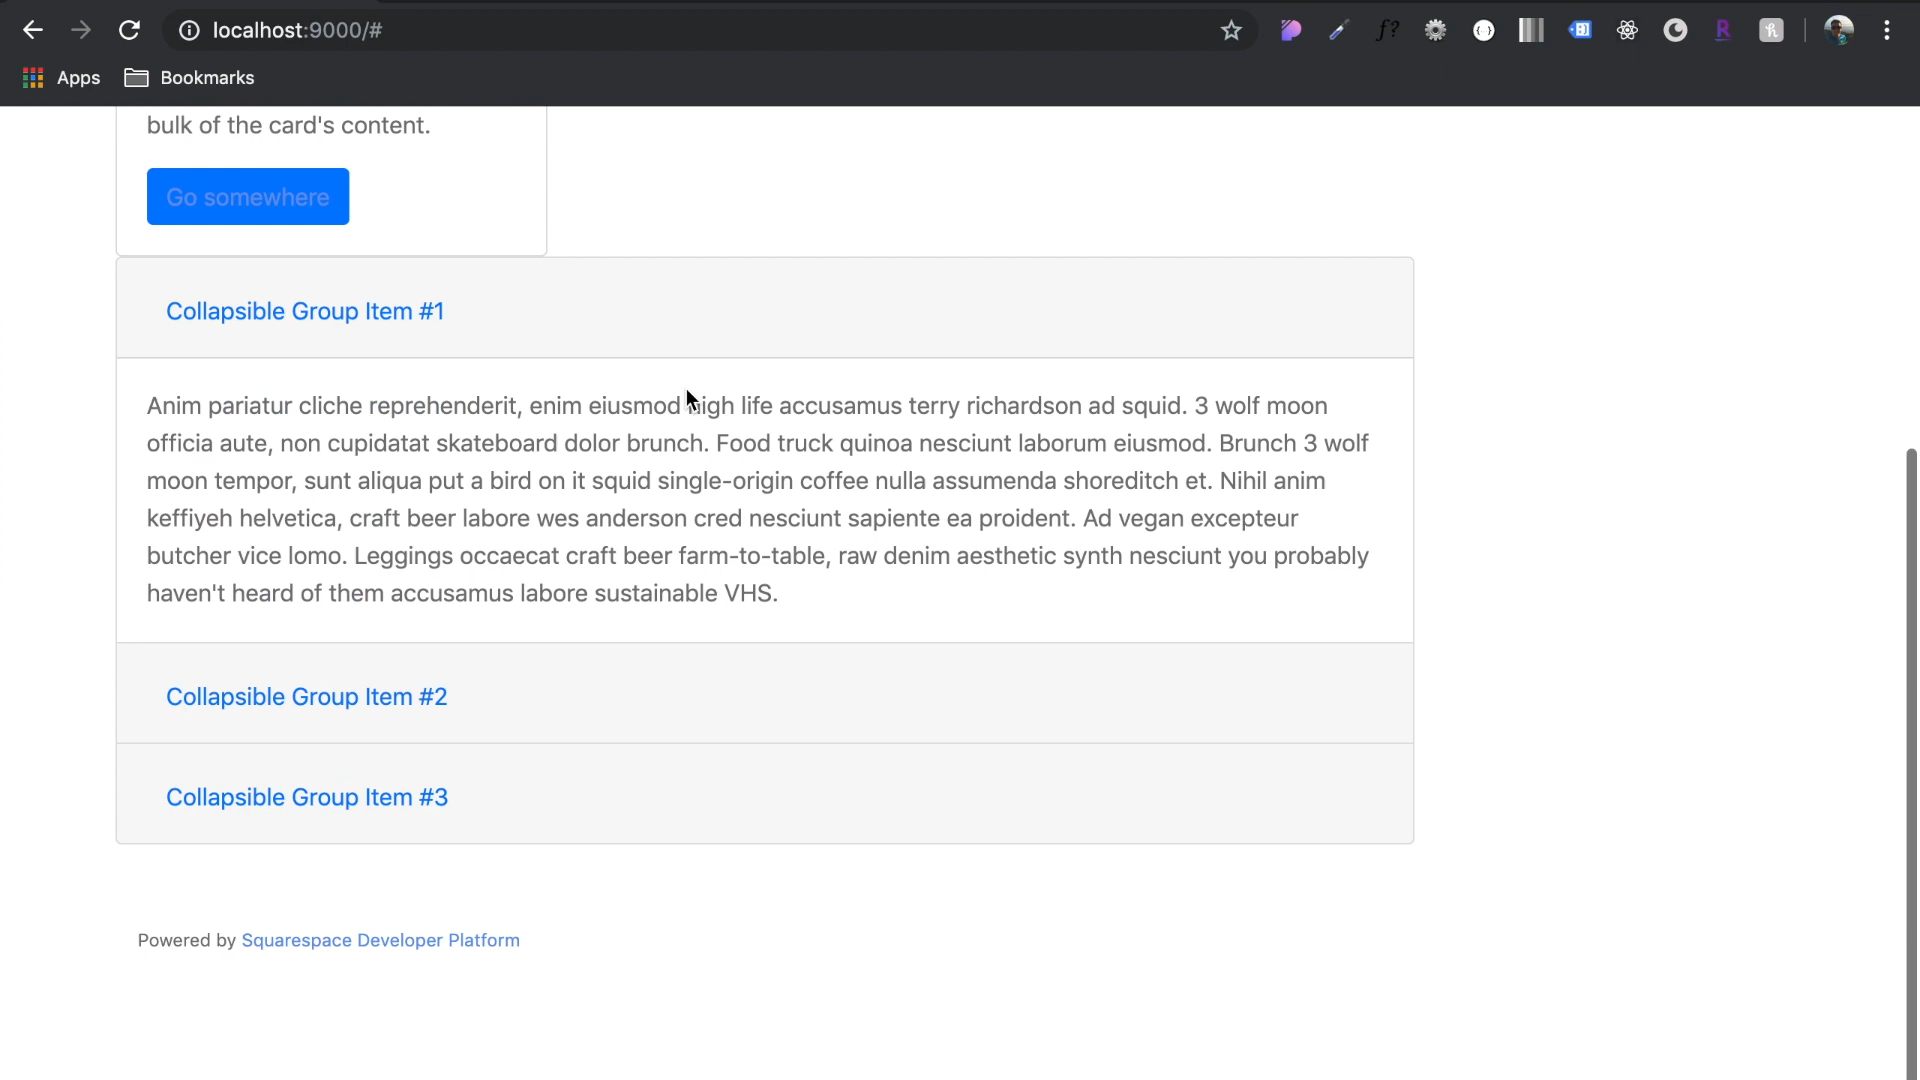 localhost:9000/#
f?
R
h
Apps
Bookmarks
bulk of the card's content.
Go somewhere
Collapsible Group Item #1
Anim pariatur cliche reprehenderit, enim eiusmod high life accusamus terry richardson ad squid. 3 wolf moon
officia aute, non cupidatat skateboard dolor brunch. Food truck quinoa nesciunt laborum eiusmod. Brunch 3 wolf
moon tempor, sunt aliqua put a bird on it squid single-origin coffee nulla assumenda shoreditch et. Nihil anim
keffiyeh helvetica, craft beer labore wes anderson cred nesciunt sapiente ea proident. Ad vegan excepteur
butcher vice lomo. Leggings occaecat craft beer farm-to-table, raw denim aesthetic synth nesciunt you probably
haven't heard of them accusamus labore sustainable VHS.
Collapsible Group Item #2
Collapsible Group Item #3
Powered by Squarespace Developer Platform